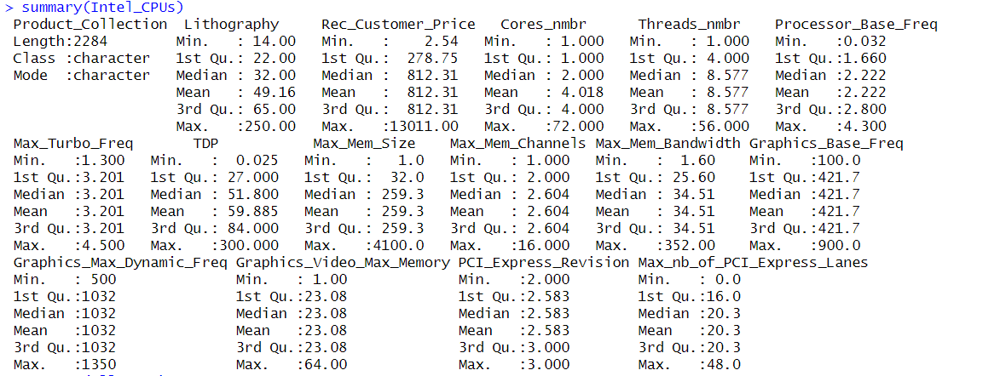 > summary(Intel_CPUs)
Product_Collection Lithography Rec_Customer_Price Cores_nmbr Threads_nmbr Processor_Base_Freq
Length:2284 Min. : 14.00 Min. : 2.54 Min. : 1.000 Min. : 1.000 Min. :0.032
Class :character 1st Qu.: 22.00 1st Qu.: 278.75 1st Qu.: 1.000 1st Qu.: 4.000 1st Qu.:1.660
Mode :character Median : 32.00 Median : 812.31 Median : 2.000 Median : 8.577 Median :2.222
Mean : 49.16 Mean : 812.31 Mean : 4.018 Mean : 8.577 Mean :2.222
3rd Qu.: 65.00 3rd Qu.: 812.31 3rd Qu.: 4.000 3rd Qu.: 8.577 3rd Qu.:2.800
Max. :250.00 Max. :13011.00 Max. :72.000 Max. :56.000 Max. :4.300
Max_Turbo_Freq TDP Max_Mem_Size Max_Mem_Channels Max_Mem_Bandwidth Graphics_Base_Freq
Min. :1.300 Min. : 0.025 Min. : 1.0 Min. : 1.000 Min. : 1.60 Min. :100.0
1st Qu.:3.201 1st Qu.: 27.000 1st Qu.: 32.0 1st Qu.: 2.000 1st Qu.: 25.60 1st Qu.:421.7
Median :3.201 Median : 51.800 Median : 259.3 Median : 2.604 Median : 34.51 Median :421.7
Mean :3.201 Mean : 59.885 Mean : 259.3 Mean : 2.604 Mean : 34.51 Mean :421.7
3rd Qu.:3.201 3rd Qu.: 84.000 3rd Qu.: 259.3 3rd Qu.: 2.604 3rd Qu.: 34.51 3rd Qu.:421.7
Max. :4.500 Max. :300.000 Max. :4100.0 Max. :16.000 Max. :352.00 Max. :900.0
Graphics_Max_Dynamic_Freq Graphics_Video_Max_Memory PCI_Express_Revision Max_nb_of_PCI_Express_Lanes
Min. : 500 Min. : 1.00 Min. :2.000 Min. : 0.0
1st Qu.:1032 1st Qu.:23.08 1st Qu.:2.583 1st Qu.:16.0
Median :1032 Median :23.08 Median :2.583 Median :20.3
Mean :1032 Mean :23.08 Mean :2.583 Mean :20.3
3rd Qu.:1032 3rd Qu.:23.08 3rd Qu.:3.000 3rd Qu.:20.3
Max. :1350 Max. :64.00 Max. :3.000 Max. :48.0